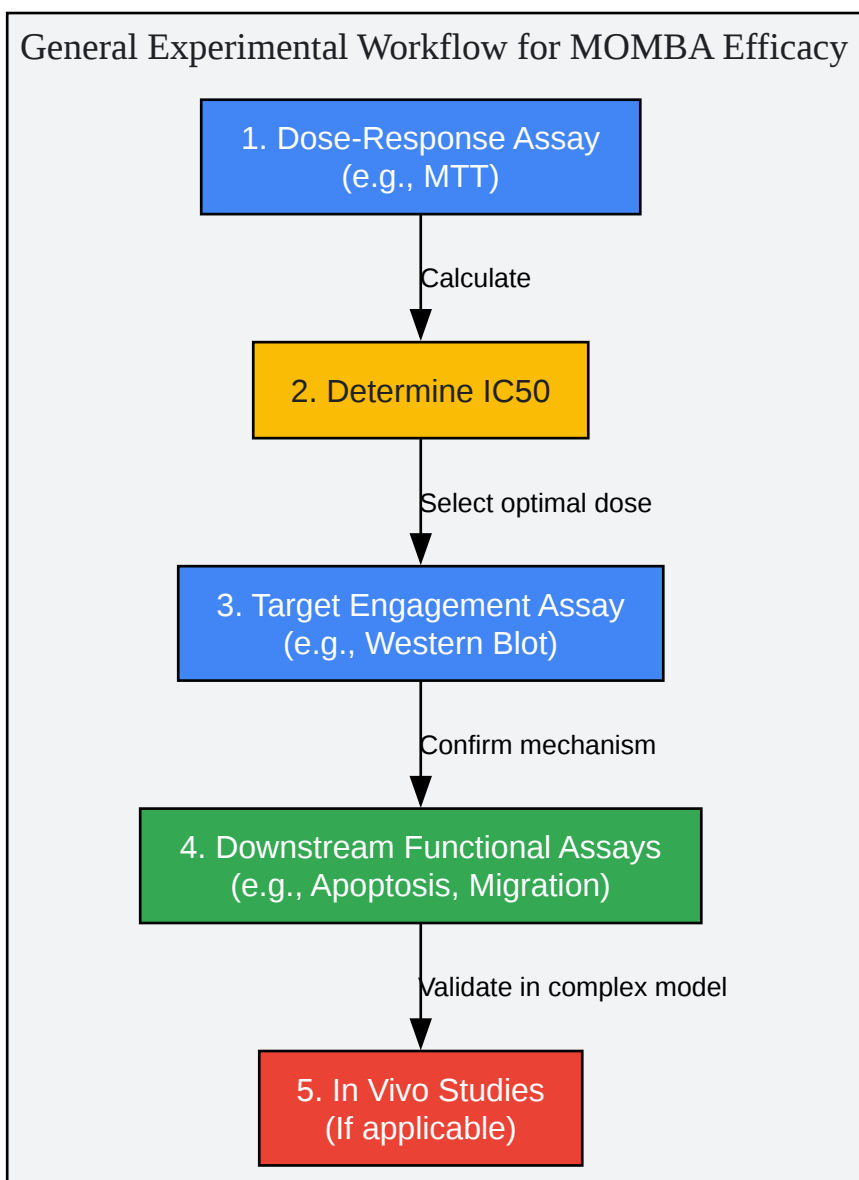 General Experimental Workflow for MOMBA Efficacy
1. Dose-Response Assay
(e.g., MTT)
Calculate
2. Determine IC50
Select optimal dose
3. Target Engagement Assay
(e.g., Western Blot)
Confirm mechanism
4. Downstream Functional Assays
(e.g., Apoptosis, Migration)
Validate in complex model
5. In Vivo Studies
(If applicable)